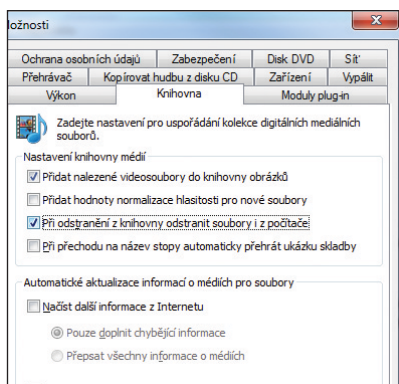 ložnosti
Ochrana osobních údajů Zabezpečení Disk DVD Síť
Přehrávač Kopírovat hudbu z disku CD Zařízení Vypálit
Výkon Knihovna Moduly plug-in
Zadejte nastavení pro uspořádání kolekce digitálních mediálních
souborů.
Nastavení knihovny médií
Přidat nalezené videosoubory do knihovny
obrázků
Přidat hodnoty normalizace hlasitosti pro nové soubory
Při odstranění z knihovny odstranit soubory i z počítače
Při přechodu na název stopy automaticky přehrát ukázku skladby
Automatické aktualizace informací o médiích pro
soubory
Načíst další informace z Internetu
Pouze doplnit chybějící informace
Přepsat všechny informace o médiích